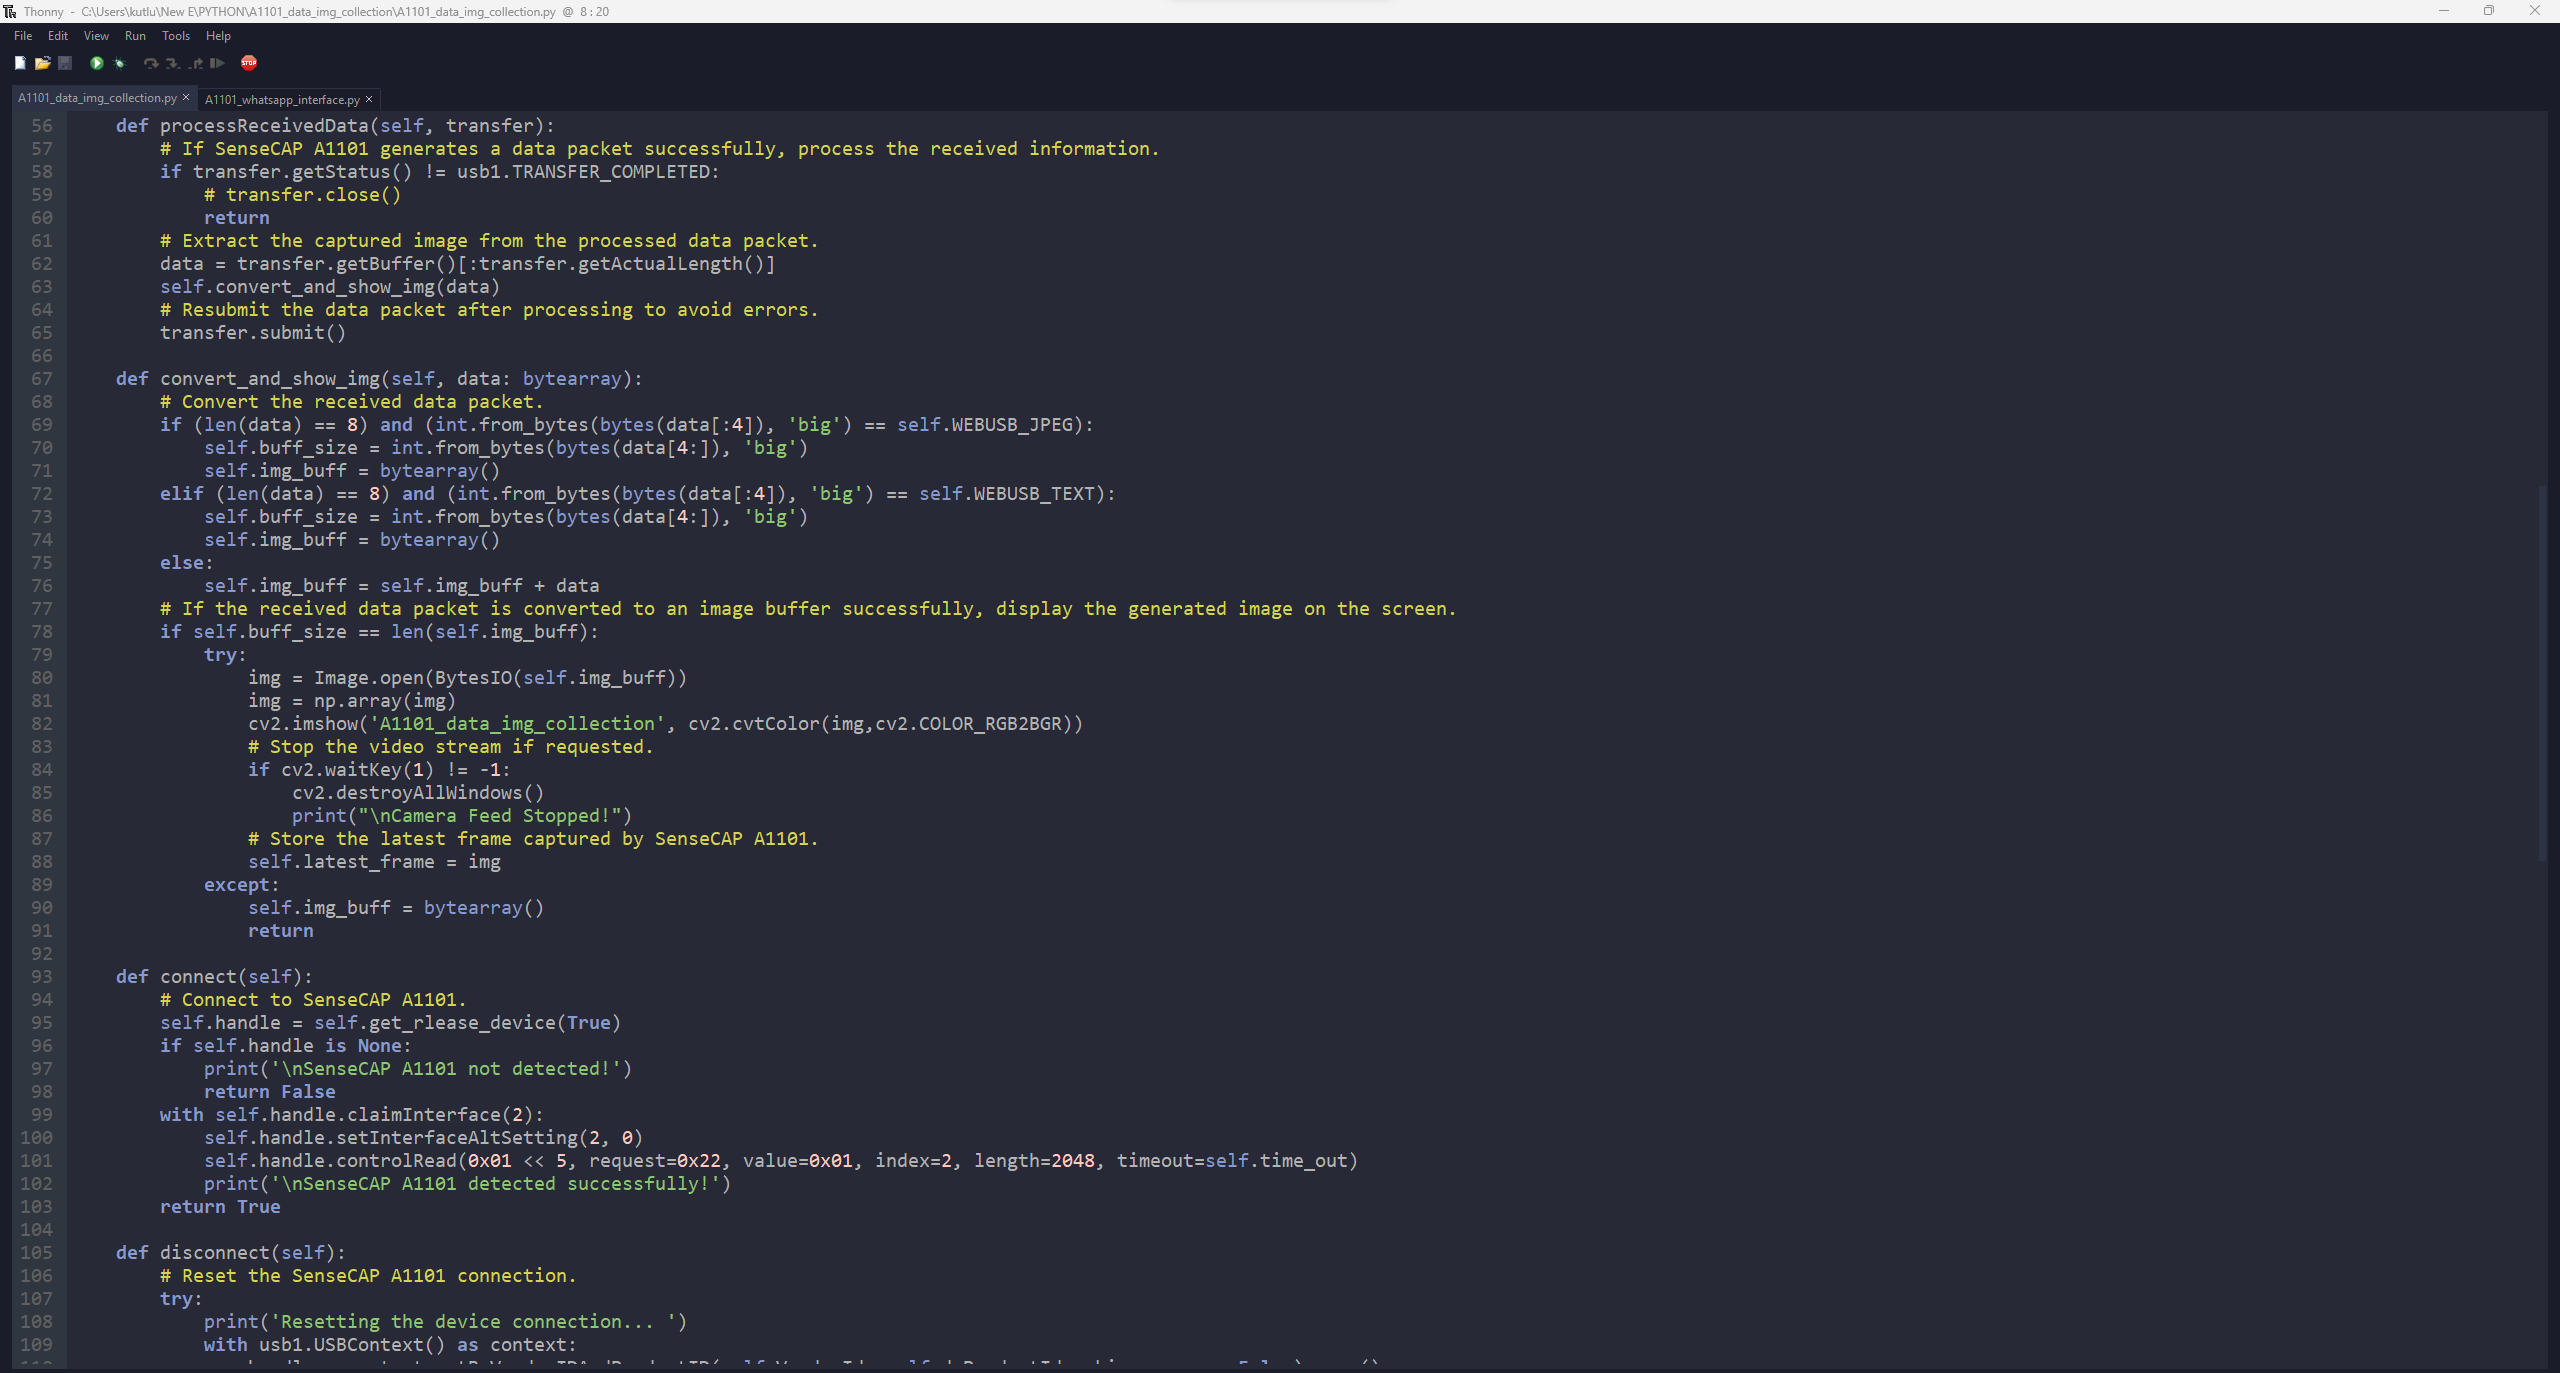 Thonny - C:\Users\kutlu\New E\PYTHON\A1101_data_img_collection\A1101_data_img_collection.py @ 8:20
File Edit View Run Tools Help
STOP
A1101_data_img_collection.py × A1101_whatsapp_interface.py ×
56     def processReceivedData(self, transfer):
57         # If SenseCAP A1101 generates a data packet successfully, process the received information.
58         if transfer.getStatus() != usb1.TRANSFER_COMPLETED:
59             # transfer.close()
60             return
61         # Extract the captured image from the processed data packet.
62         data = transfer.getBuffer()[:transfer.getActualLength()]
63         self.convert_and_show_img(data)
64         # Resubmit the data packet after processing to avoid errors.
65         transfer.submit()
66
67     def convert_and_show_img(self, data: bytearray):
68         # Convert the received data packet.
69         if (len(data) == 8) and (int.from_bytes(bytes(data[:4]), 'big') == self.WEBUSB_JPEG):
70             self.buff_size = int.from_bytes(bytes(data[4:]), 'big')
71             self.img_buff = bytearray()
72         elif (len(data) == 8) and (int.from_bytes(bytes(data[:4]), 'big') == self.WEBUSB_TEXT):
73             self.buff_size = int.from_bytes(bytes(data[4:]), 'big')
74             self.img_buff = bytearray()
75         else:
76             self.img_buff = self.img_buff + data
77         # If the received data packet is converted to an image buffer successfully, display the generated image on the screen.
78         if self.buff_size == len(self.img_buff):
79             try:
80                 img = Image.open(BytesIO(self.img_buff))
81                 img = np.array(img)
82                 cv2.imshow('A1101_data_img_collection', cv2.cvtColor(img,cv2.COLOR_RGB2BGR))
83                 # Stop the video stream if requested.
84                 if cv2.waitKey(1) != -1:
85                     cv2.destroyAllWindows()
86                     print("\nCamera Feed Stopped!")
87                 # Store the latest frame captured by SenseCAP A1101.
88                 self.latest_frame = img
89             except:
90                 self.img_buff = bytearray()
91                 return
92
93     def connect(self):
94         # Connect to SenseCAP A1101.
95         self.handle = self.get_rlease_device(True)
96         if self.handle is None:
97             print('\nSenseCAP A1101 not detected!')
98             return False
99         with self.handle.claimInterface(2):
100             self.handle.setInterfaceAltSetting(2, 0)
101             self.handle.controlRead(0x01 << 5, request=0x22, value=0x01, index=2, length=2048, timeout=self.time_out)
102             print('\nSenseCAP A1101 detected successfully!')
103         return True
104
105     def disconnect(self):
106         # Reset the SenseCAP A1101 connection.
107         try:
108             print('Resetting the device connection... ')
109             with usb1.USBContext() as context: